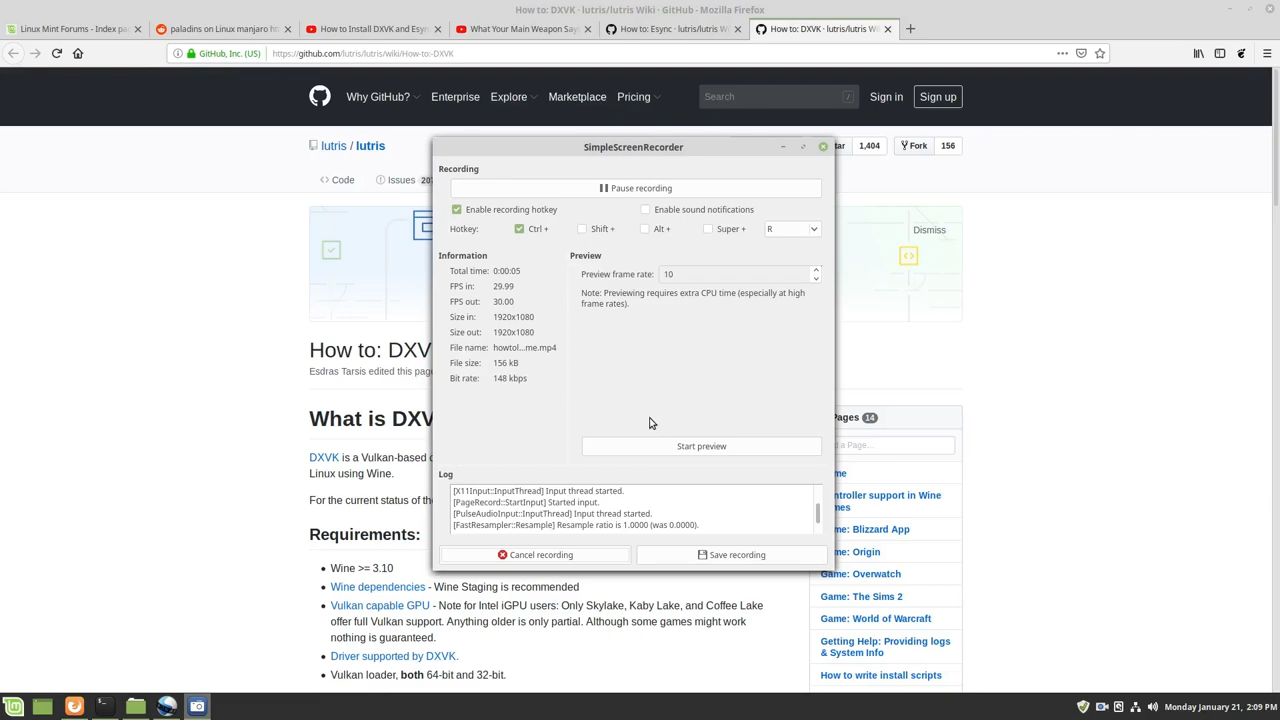 How to: DXVK · lutris/lutris Wiki · GitHub - Mozilla Firefox
Linux Mint Forums - Index pa
paladins on Linux manjaro ho
How to Install DXVK and Esyn
What Your Main Weapon Say
How to: Esync · lutris/lutris W
How to: DXVK · lutris/lutris Wi
GitHub, Inc. (US)
https://github.com/lutris/lutris/wiki/How-to:-DXVK
Why GitHub?
Enterprise
Explore
Marketplace
Pricing
Search
/
Sign in
Sign up
lutris / lutris
tar
1,404
Fork
156
Code
Issues
207
Dismiss
SimpleScreenRecorder
Recording
Pause recording
Enable recording hotkey
Enable sound notifications
Hotkey:
Ctrl +
Shift +
Alt +
Super +
R
Information
Total time: 0:00:05
FPS in: 29.99
FPS out: 30.00
Size in: 1920x1080
Size out: 1920x1080
File name: howtol...me.mp4
File size: 156 kB
Bit rate: 148 kbps
Preview
Preview frame rate: 10
Note: Previewing requires extra CPU time (especially at high
frame rates).
Start preview
Log
[X11Input::InputThread] Input thread started.
[PageRecord::StartInput] Started input.
[PulseAudioInput::InputThread] Input thread started.
[FastResampler::Resample] Resample ratio is 1.0000 (was 0.0000).
Cancel recording
Save recording
How to: DXV
Esdras Tarsis edited this pag
What is DXV
DXVK is a Vulkan-based
Linux using Wine.
For the current status of the
Requirements:
Wine >= 3.10
Wine dependencies - Wine Staging is recommended
Vulkan capable GPU - Note for Intel iGPU users: Only Skylake, Kaby Lake, and Coffee Lake
offer full Vulkan support. Anything older is only partial. Although some games might work
nothing is guaranteed.
Driver supported by DXVK.
Vulkan loader, both 64-bit and 32-bit.
Pages 14
a Page...
me
ntroller support in Wine
mes
Game: Blizzard App
Game: Origin
Game: Overwatch
Game: The Sims 2
Game: World of Warcraft
Getting Help: Providing logs
& System Info
How to write install scripts
Monday January 21, 2:09 PM